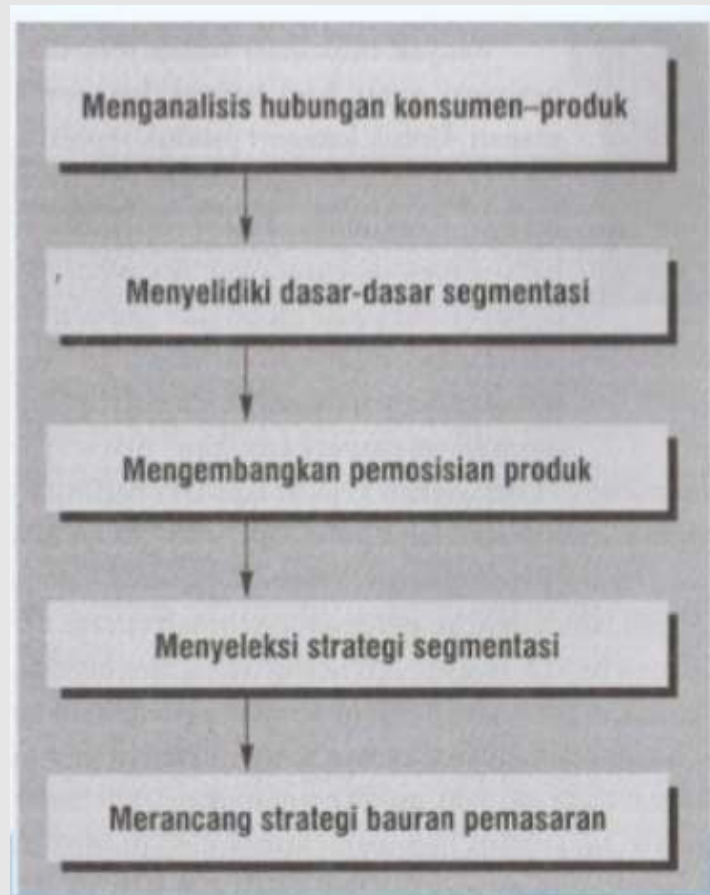 Menganalisis hubungan konsumen–produk
Menyelidiki dasar-dasar segmentasi
Mengembangkan pemosisian produk
Menyeleksi strategi segmentasi
Merancang strategi bauran pemasaran